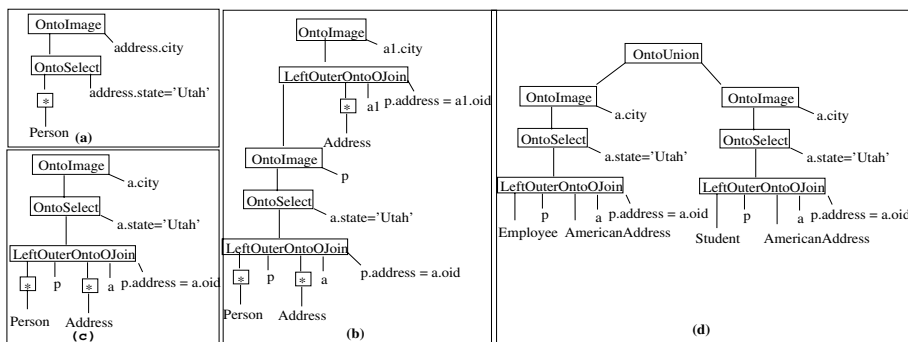 OntoImage
address.city
OntoSelect
address.state='Utah'
*
Person
(a)
OntoImage
a.city
OntoSelect
a.state='Utah'
LeftOuterOntoOJoin
* p * a p.address = a.oid
Person Address
(c)
OntoImage
a1.city
LeftOuterOntoOJoin
* a1 p.address = a1.oid
Address
OntoImage
p
OntoSelect
a.state='Utah'
LeftOuterOntoOJoin
p.address = a.oid
* p * a
Person Address
(b)
OntoUnion
OntoImage OntoImage
a.city a.city
OntoSelect OntoSelect
a.state='Utah' a.state='Utah'
LeftOuterOntoOJoin LeftOuterOntoOJoin
p a p.address = a.oid p a p.address = a.oid
Employee AmericanAddress Student AmericanAddress
(d)